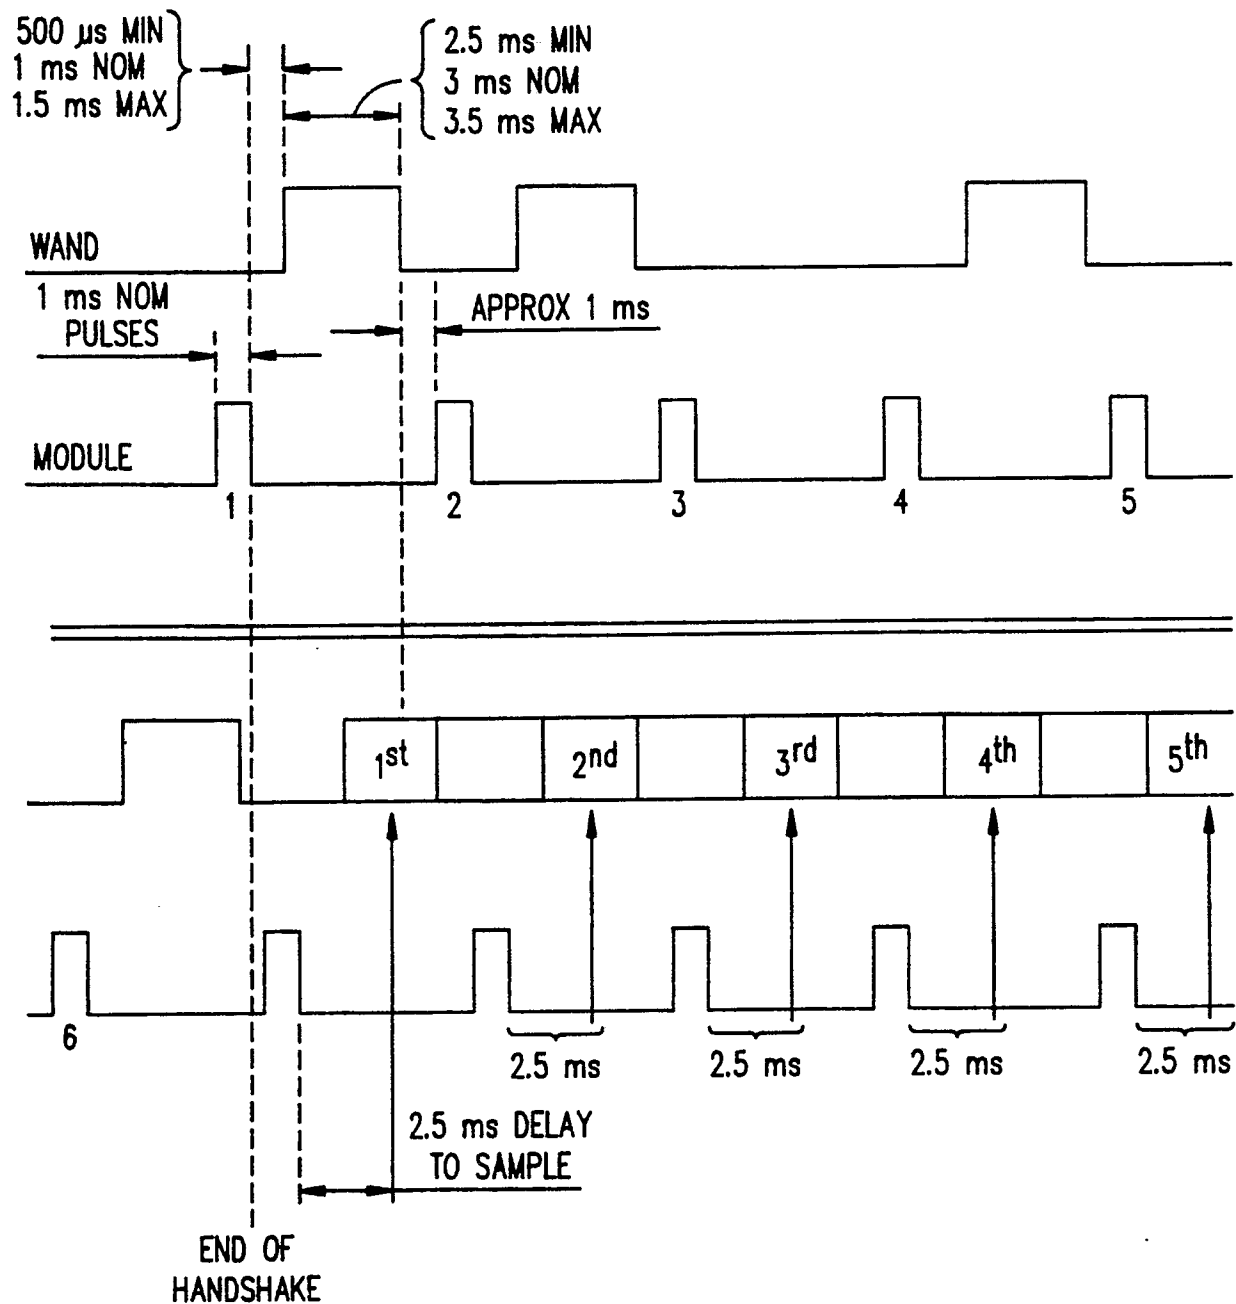 500 μs MIN
1 ms NOM
1.5 ms MAX
2.5 ms MIN
3 ms NOM
3.5 ms MAX
WAND
1 ms NOM
PULSES
APPROX 1 ms
MODULE
1
2
3
4
5
1st
2nd
3rd
4th
5th
6
2.5 ms
2.5 ms
2.5 ms
2.5 ms
2.5 ms DELAY
TO SAMPLE
END OF
HANDSHAKE